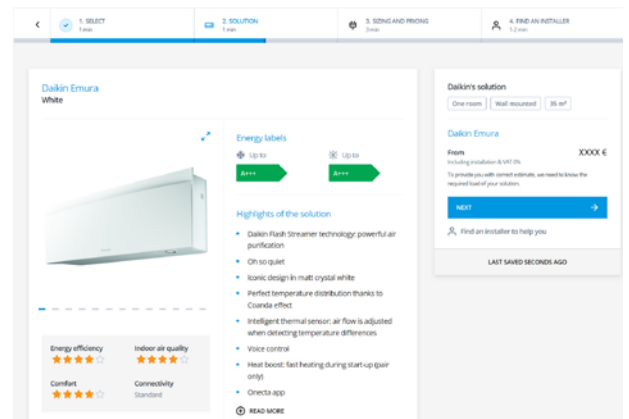 1. SELECT
1 min
2. SOLUTION
1 min
3. SIZING AND PRICING
3 min
4. FIND AN INSTALLER
1-2 min
Daikin Emura
White
Energy labels
Up to
Up to
A+++
A+++
Highlights of the solution
Daikin Flash Streamer technology: powerful air
purification
Oh so quiet
Iconic design in matt crystal white
Perfect temperature distribution thanks to
Coanda effect
Intelligent thermal sensor: air flow is adjusted
when detecting temperature differences
Voice control
Heat boost: fast heating during start-up (pair
only)
Onecta app
READ MORE
Energy efficiency
Indoor air quality
Comfort
Connectivity
Standard
Daikin's solution
One room
Wall mounted
35 m²
Daikin Emura
From
XXXX €
Including installation & VAT 0%
To provide you with correct estimate, we need to know the
required load of your solution.
NEXT
Find an installer to help you
LAST SAVED SECONDS AGO